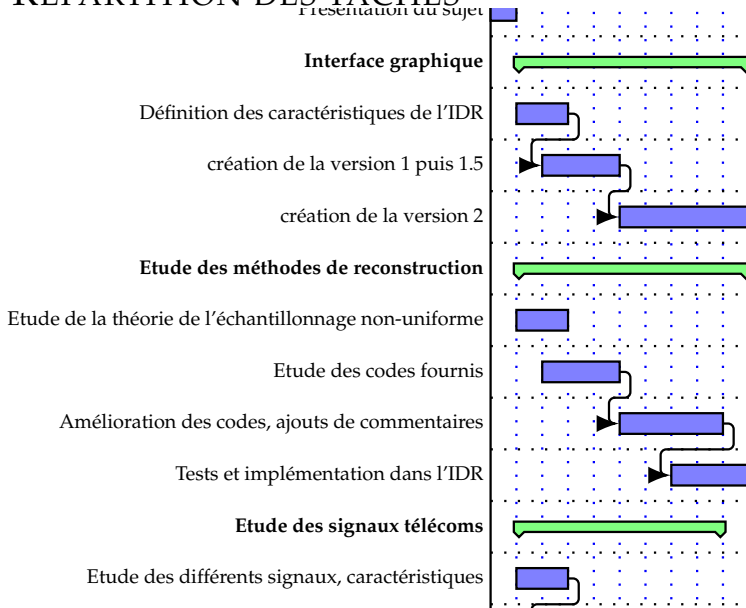 RÉPARTITION DES TÂCHES
Présentation du sujet
Interface graphique
Définition des caractéristiques de l'IDR
création de la version 1 puis 1.5
création de la version 2
Etude des méthodes de reconstruction
Etude de la théorie de l'échantillonnage non-uniforme
Etude des codes fournis
Amélioration des codes, ajouts de commentaires
Tests et implémentation dans l'IDR
Etude des signaux télécoms
Etude des différents signaux, caractéristiques